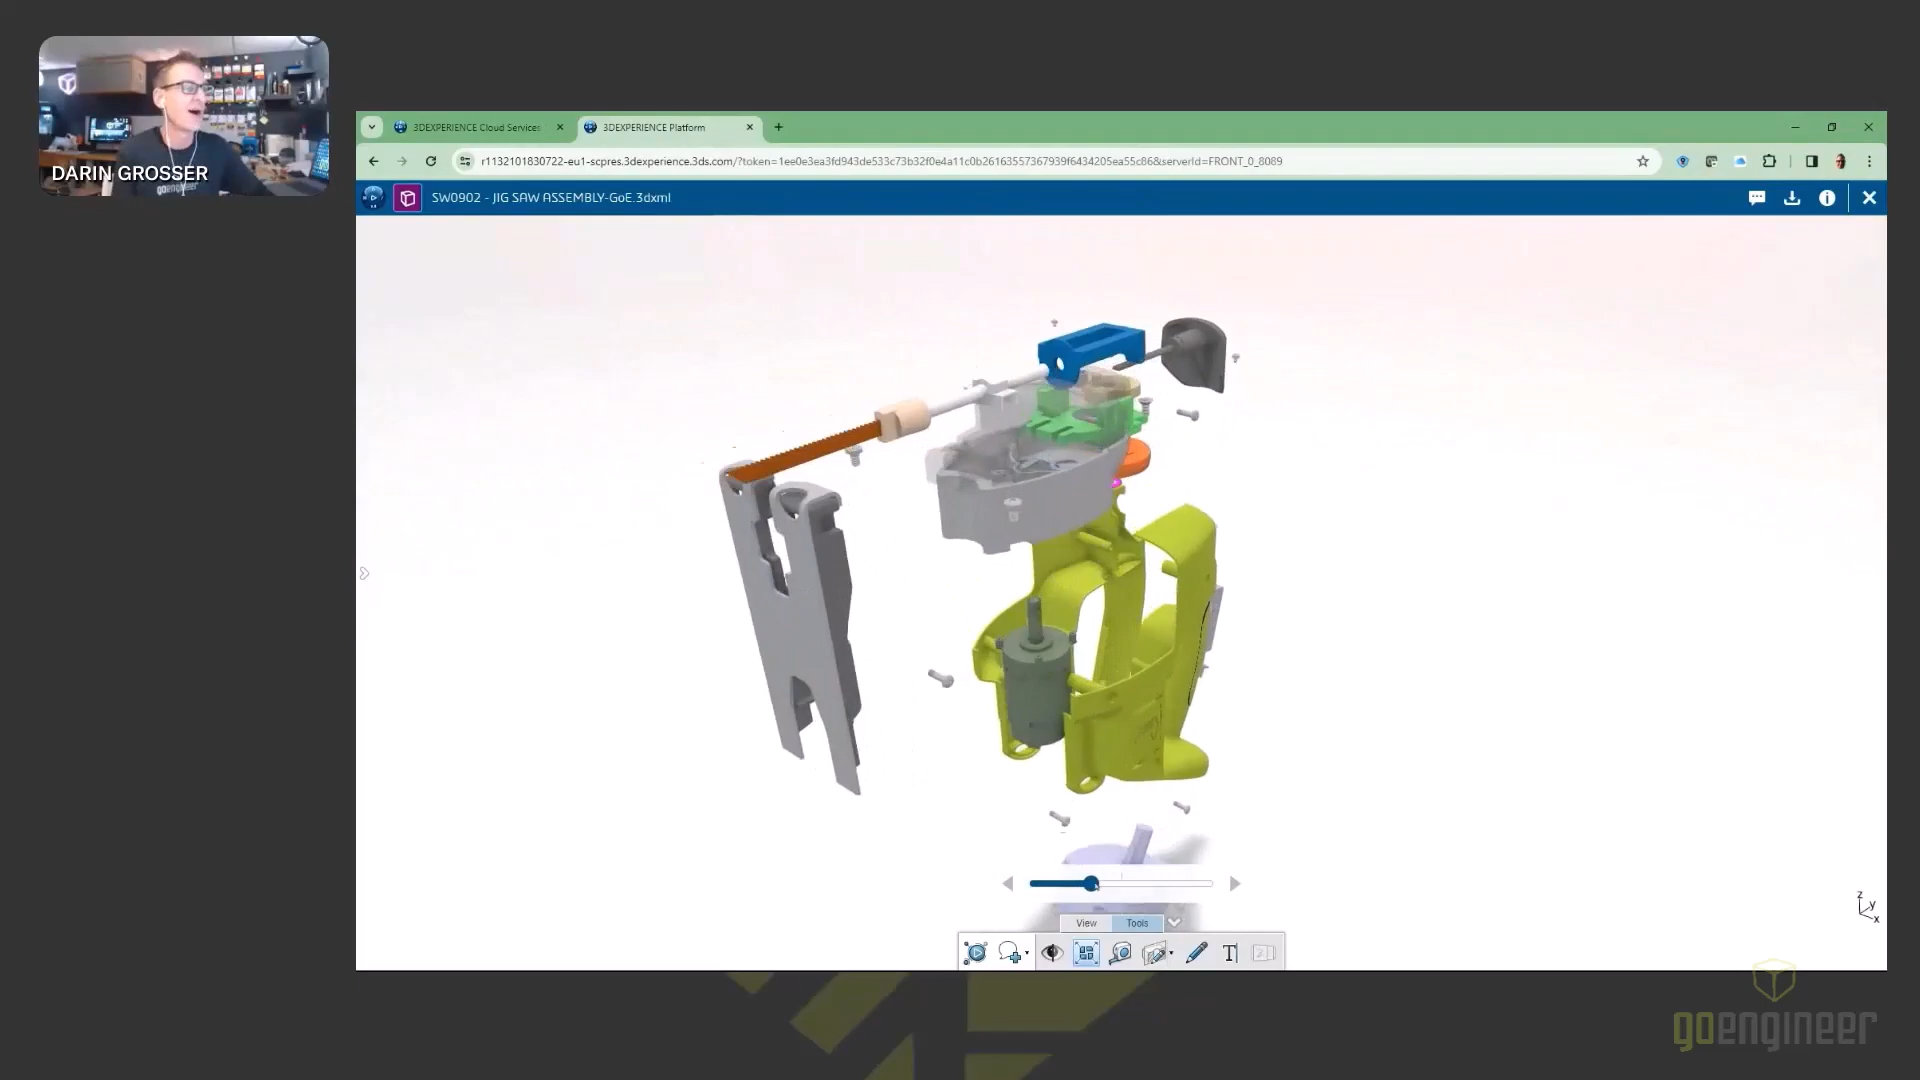 DARIN GROSSER
goengineer
3DEXPERIENCE Cloud Services
3DEXPERIENCE Platform
r1132101830722-eu1-scpres.3dexperience.3ds.com/?token=1ee0e3ea3fd943de533c73b32f0e4a11c0b26163557367939f6434205ea55c86&serverId=FRONT_0_8089
SW0902 - JIG SAW ASSEMBLY-GoE.3dxml
z
y
x
View
Tools
goengineer